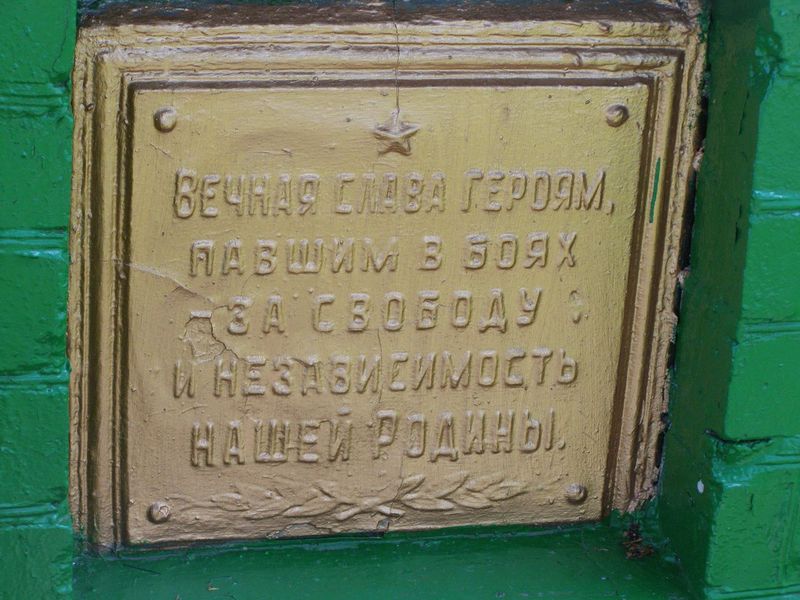 Вечная слава героям,
павшим в боях
за свободу
и независимость
нашей Родины.